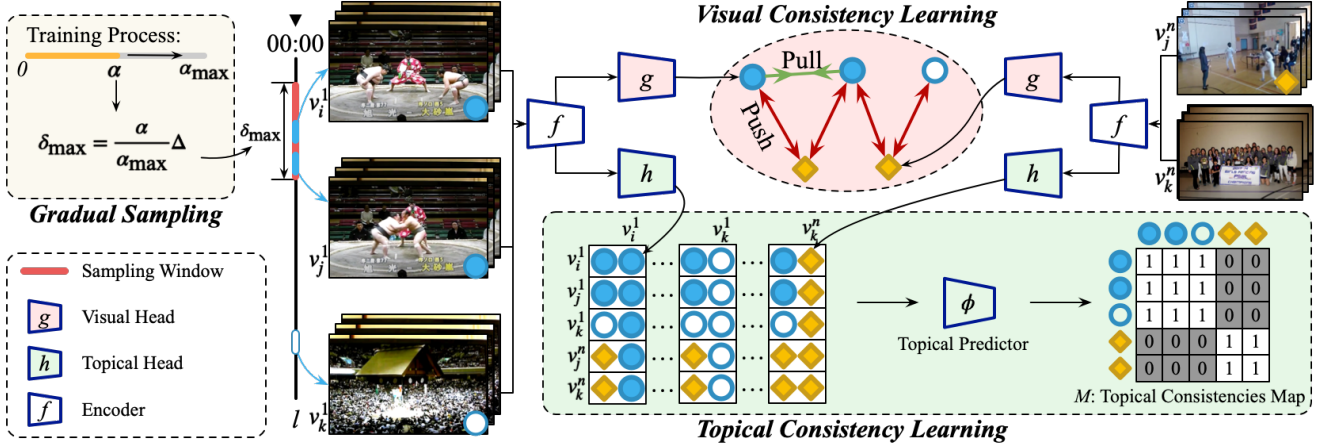 Training Process:
0 α α_max
δ_max = α / α_max Δ
Gradual Sampling
Sampling Window
g Visual Head
h Topical Head
f Encoder
00:00
δ_max
l
v_i^1
v_j^1
v_k^1
f
g
h
Visual Consistency Learning
Pull
Push
g
f
h
v_j^n
v_k^n
v_i^1 v_k^1 v_k^n
v_i^1 ... ...
v_j^1 ... ...
v_k^1 ... ...
v_j^n ... ...
v_k^n ... ...
ϕ
Topical Predictor
1 1 1 0 0
1 1 1 0 0
1 1 1 0 0
0 0 0 1 1
0 0 0 1 1
M: Topical Consistencies Map
Topical Consistency Learning